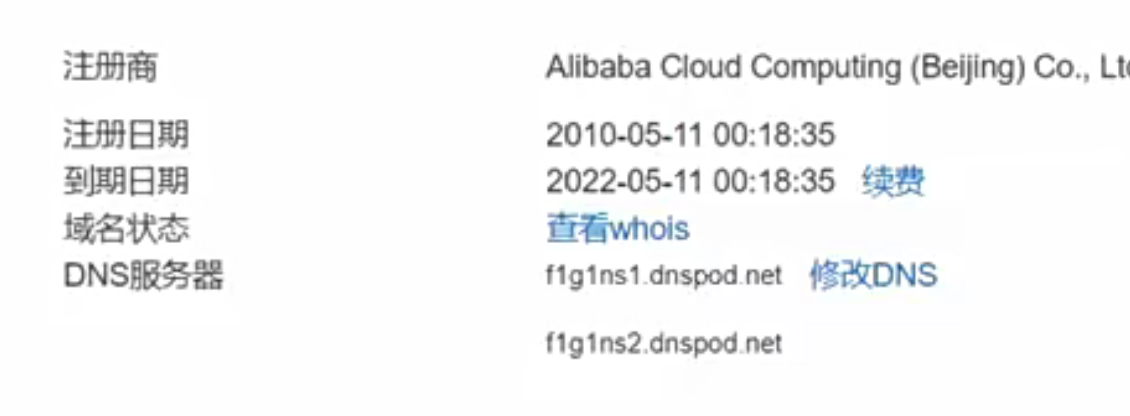 注册商 Alibaba Cloud Computing (Beijing) Co.,
注册日期 2010-05-11 00:18:35
到期日期 2022-05-11 00:18:35 续费
域名状态 查看whois
DNS服务器 f1g1ns1.dnspod.net 修改DNS
f1g1ns2.dnspod.net